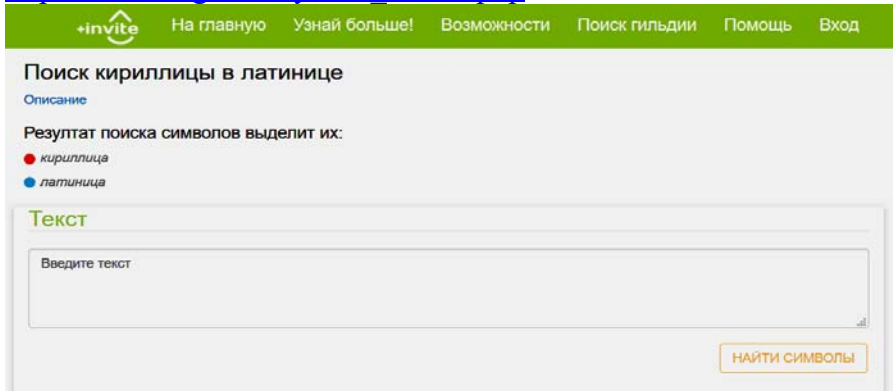 +invite На главную Узнай больше! Возможности Поиск гильдии Помощь Вход
Поиск кириллицы в латинице
Описание
Резултат поиска символов выделит их:
кириллица
латиница
Текст
Введите текст
НАЙТИ СИМВОЛЫ